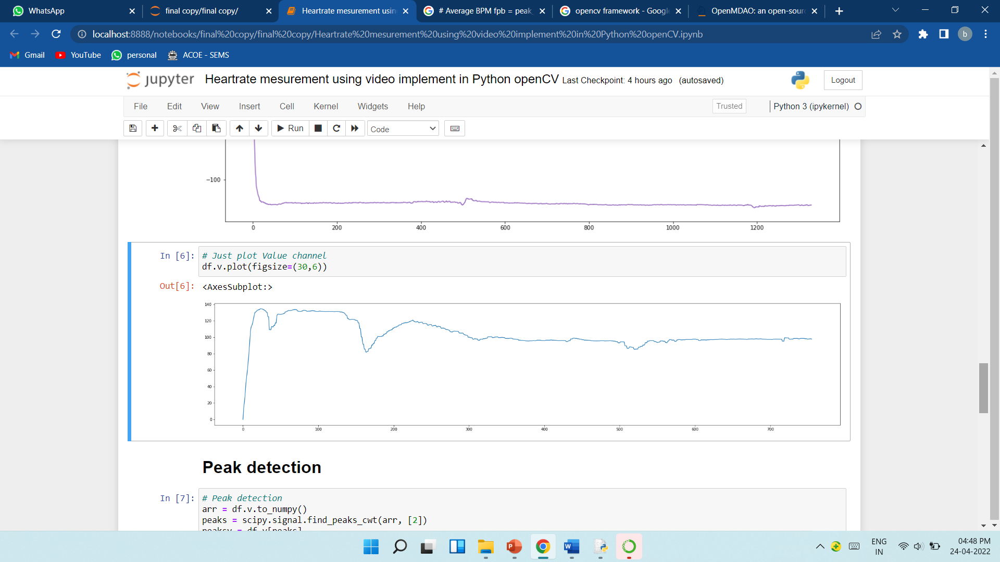 WhatsApp
final copy/final copy/
Heartrate mesurement usin
# Average BPM fpb = peak_
opencv framework - Google
OpenMDAO: an open-sour
localhost:8888/notebooks/final%20copy/final%20copy/Heartrate%20mesurement%20using%20video%20implement%20in%20Python%20openCV.ipynb
b
Gmail YouTube personal ACOE - SEMS
jupyter Heartrate mesurement using video implement in Python openCV Last Checkpoint: 4 hours ago (autosaved)
Logout
File Edit View Insert Cell Kernel Widgets Help
Trusted
Python 3 (ipykernel)
Run
Code
−100
0 200 400 600 800 1000 1200
In [6]: # Just plot Value channel
df.v.plot(figsize=(30,6))
Out[6]: <AxesSubplot:>
140
120
100
80
60
40
20
0
0 100 200 300 400 500 600 700
Peak detection
In [7]: # Peak detection
arr = df.v.to_numpy()
peaks = scipy.signal.find_peaks_cwt(arr, [2])
peaksv = df.v[peaks]
ENG
IN
04:48 PM
24-04-2022